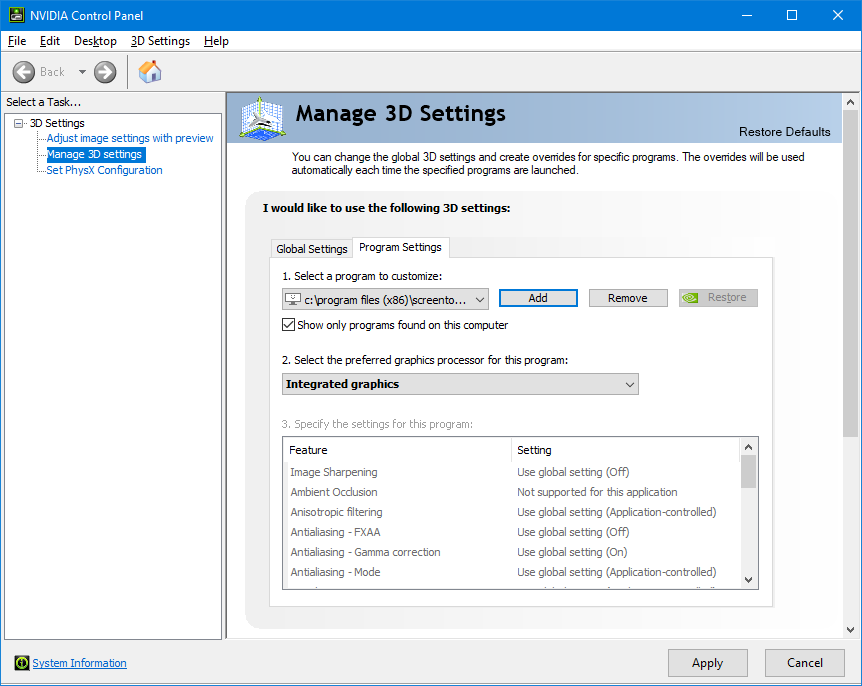 NVIDIA Control Panel
File Edit Desktop 3D Settings Help
Back
Select a Task...
3D Settings
Adjust image settings with preview
Manage 3D settings
Set PhysX Configuration
Manage 3D Settings
Restore Defaults
You can change the global 3D settings and create overrides for specific programs. The overrides will be used
automatically each time the specified programs are launched.
I would like to use the following 3D settings:
Global Settings Program Settings
1. Select a program to customize:
c:\program files (x86)\screento... Add Remove Restore
Show only programs found on this computer
2. Select the preferred graphics processor for this program:
Integrated graphics
3. Specify the settings for this program:
Feature Setting
Image Sharpening Use global setting (Off)
Ambient Occlusion Not supported for this application
Anisotropic filtering Use global setting (Application-controlled)
Antialiasing - FXAA Use global setting (Off)
Antialiasing - Gamma correction Use global setting (On)
Antialiasing - Mode Use global setting (Application-controlled)
System Information
Apply Cancel